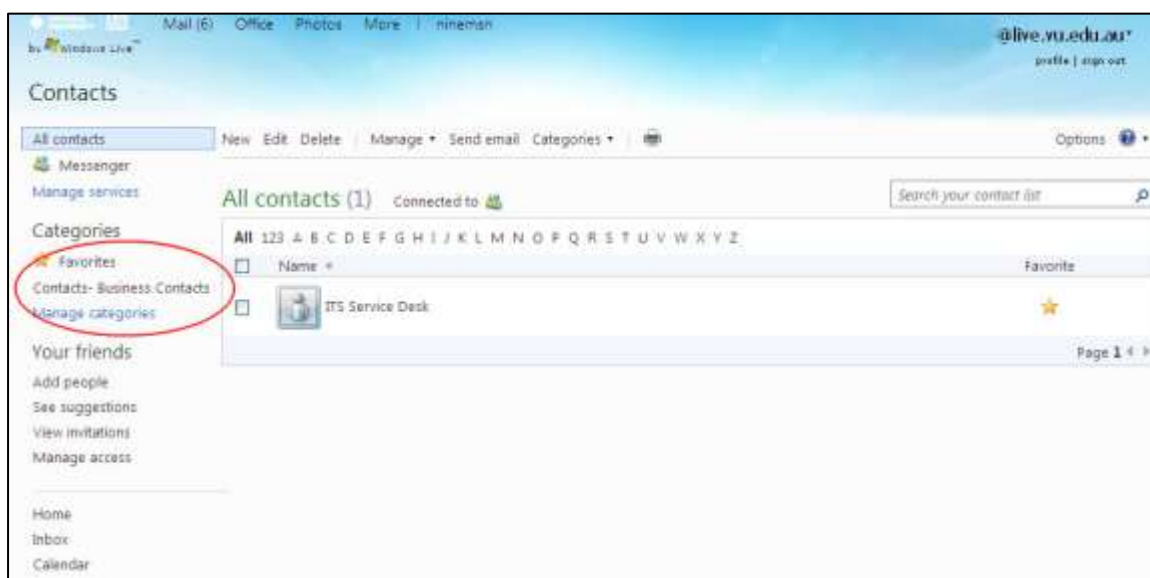 Mail (6) Office Photos More | ninemsn
@live.vu.edu.au
by Windows Live™
profile | sign out
Contacts
All contacts
New Edit Delete | Manage Send email Categories
Options
Messenger
Manage services
All contacts (1) Connected to
Search your contact list
Categories
All 123 A B C D E F G H I J K L M N O P Q R S T U V W X Y Z
Favorites
Name
Favorite
Contacts- Business Contacts
ITS Service Desk
Manage categories
Your friends
Page 1
Add people
See suggestions
View invitations
Manage access
Home
Inbox
Calendar